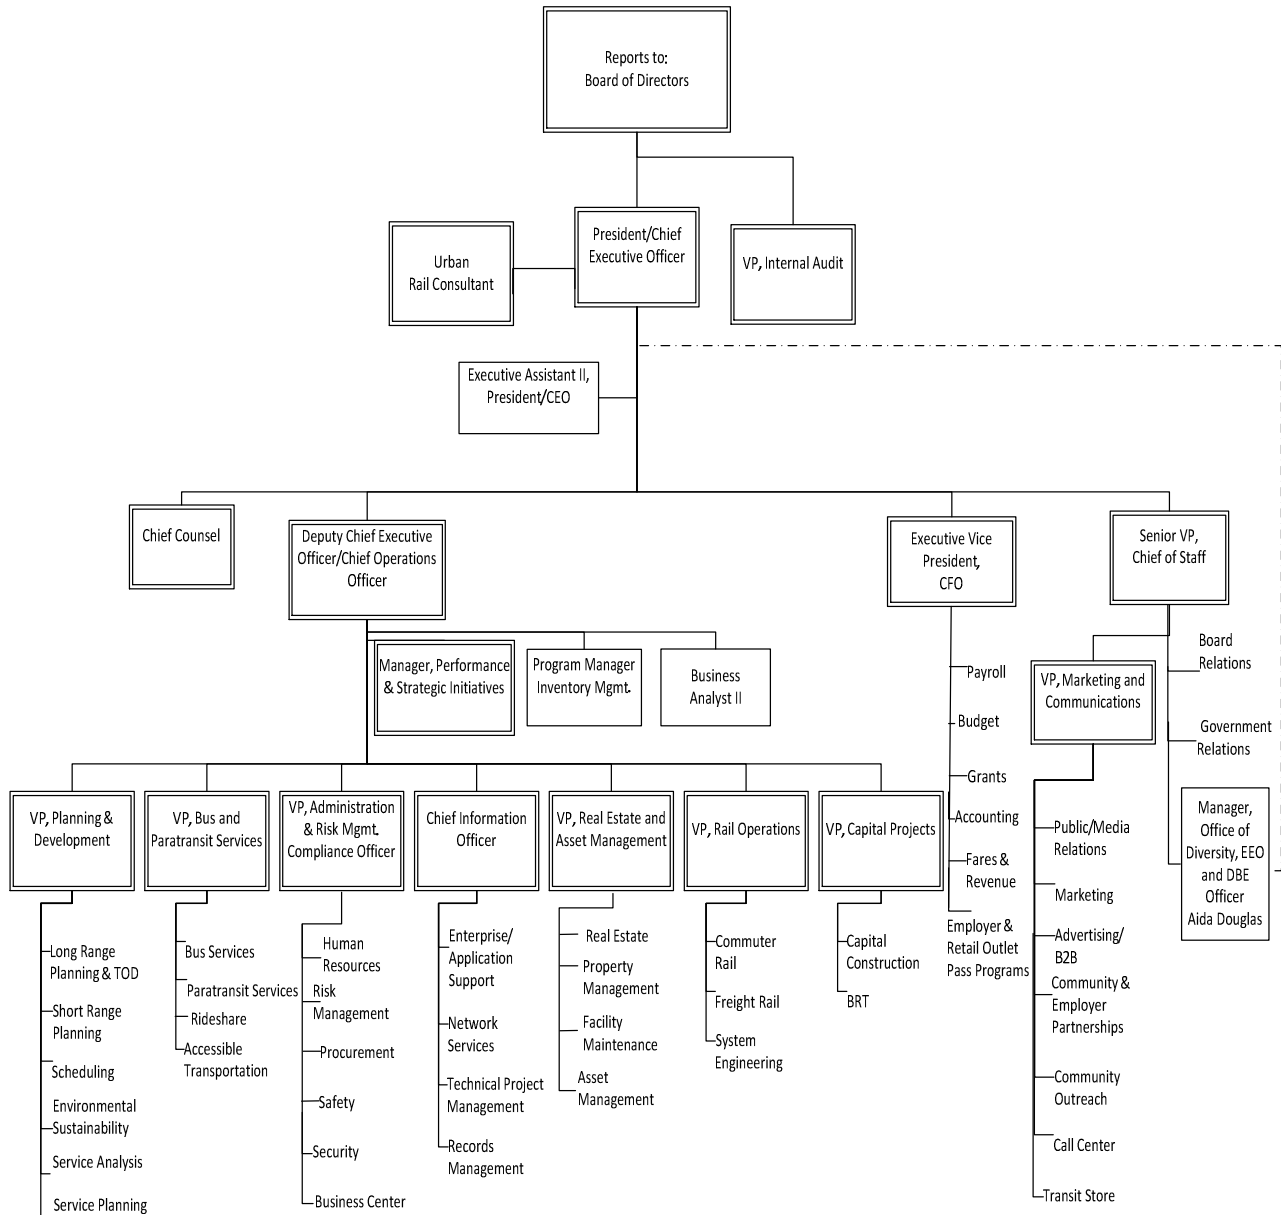 Reports to:
Board of Directors
President/Chief
Executive Officer
Urban
Rail Consultant
VP, Internal Audit
Executive Assistant II,
President/CEO
Chief Counsel
Deputy Chief Executive
Officer/Chief Operations
Officer
Executive Vice
President,
CFO
Senior VP,
Chief of Staff
Manager, Performance
& Strategic Initiatives
Program Manager
Inventory Mgmt.
Business
Analyst II
VP, Marketing and
Communications
Board
Relations
Government
Relations
Manager,
Office of
Diversity, EEO
and DBE
Officer
Aida Douglas
Payroll
Budget
Grants
Accounting
Fares &
Revenue
Employer &
Retail Outlet
Pass Programs
VP, Planning &
Development
VP, Bus and
Paratransit Services
VP, Administration
& Risk Mgmt.
Compliance Officer
Chief Information
Officer
VP, Real Estate and
Asset Management
VP, Rail Operations
VP, Capital Projects
Long Range
Planning & TOD
Short Range
Planning
Scheduling
Environmental
Sustainability
Service Analysis
Service Planning
Bus Services
Paratransit Services
Rideshare
Accessible
Transportation
Human
Resources
Risk
Management
Procurement
Safety
Security
Business Center
Enterprise/
Application
Support
Network
Services
Technical Project
Management
Records
Management
Real Estate
Property
Management
Facility
Maintenance
Asset
Management
Commuter
Rail
Freight Rail
System
Engineering
Capital
Construction
BRT
Public/Media
Relations
Marketing
Advertising/
B2B
Community &
Employer
Partnerships
Community
Outreach
Call Center
Transit Store